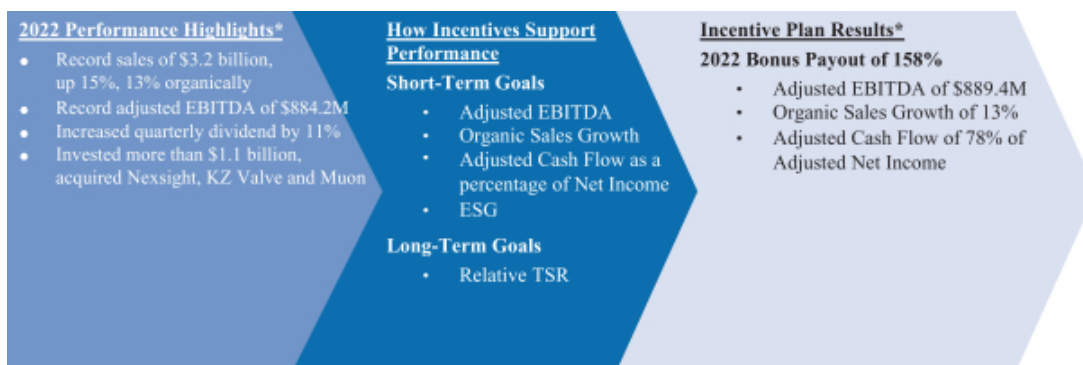 2022 Performance Highlights*
● Record sales of $3.2 billion,
up 15%, 13% organically
● Record adjusted EBITDA of $884.2M
● Increased quarterly dividend by 11%
● Invested more than $1.1 billion,
acquired Nexsight, KZ Valve and Muon
How Incentives Support
Performance
Short-Term Goals
• Adjusted EBITDA
• Organic Sales Growth
• Adjusted Cash Flow as a
percentage of Net Income
• ESG
Long-Term Goals
• Relative TSR
Incentive Plan Results*
2022 Bonus Payout of 158%
• Adjusted EBITDA of $889.4M
• Organic Sales Growth of 13%
• Adjusted Cash Flow of 78% of
Adjusted Net Income